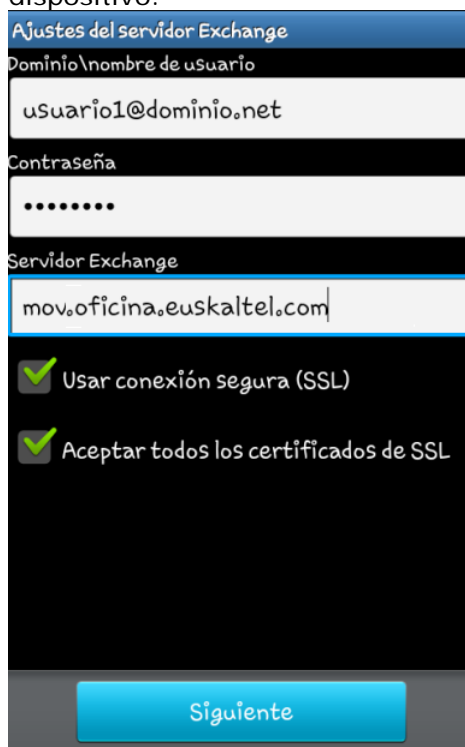 dispositivo.
Ajustes del servidor Exchange
Dominio\nombre de usuario
usuario1@dominio.net
Contraseña
••••••••
Servidor Exchange
mov.oficina.euskaltel.com
Usar conexión segura (SSL)
Aceptar todos los certificados de SSL
Siguiente